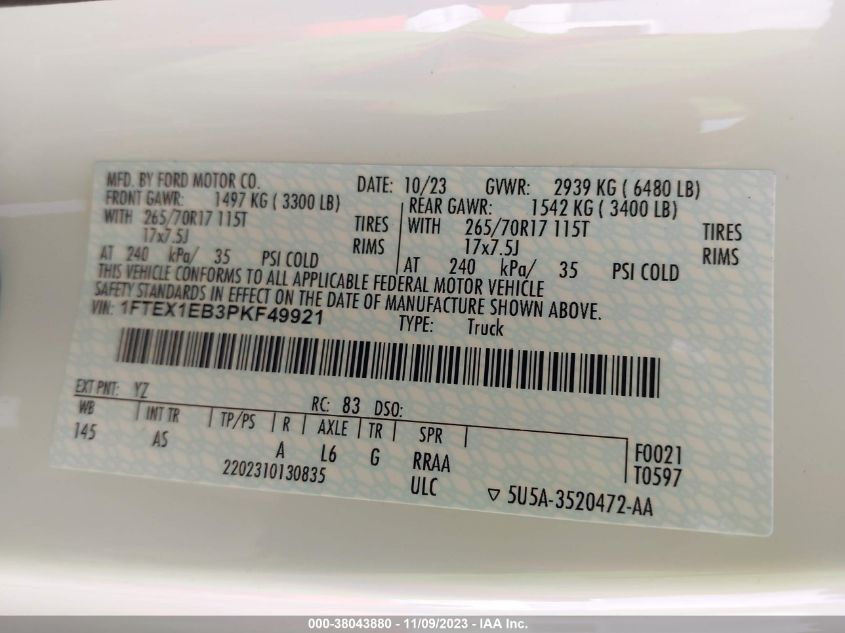 MFD. BY FORD MOTOR CO. DATE: 10/23 GVWR: 2939 KG ( 6480 LB)
FRONT GAWR: 1497 KG ( 3300 LB) REAR GAWR: 1542 KG ( 3400 LB)
WITH 265/70R17 115T TIRES WITH 265/70R17 115T TIRES
17x7.5J RIMS 17x7.5J RIMS
AT 240 kPa/ 35 PSI COLD AT 240 kPa/ 35 PSI COLD
THIS VEHICLE CONFORMS TO ALL APPLICABLE FEDERAL MOTOR VEHICLE
SAFETY STANDARDS IN EFFECT ON THE DATE OF MANUFACTURE SHOWN ABOVE.
VIN: 1FTEX1EB3PKF49921 TYPE: Truck
EXT PNT: YZ RC: 83 DSO:
WB INT TR TP/PS R AXLE TR SPR F0021
145 AS A L6 G RRAA T0597
2202310130835 ULC ▽ 5U5A-3520472-AA
000-38043880 - 11/09/2023 - IAA Inc.